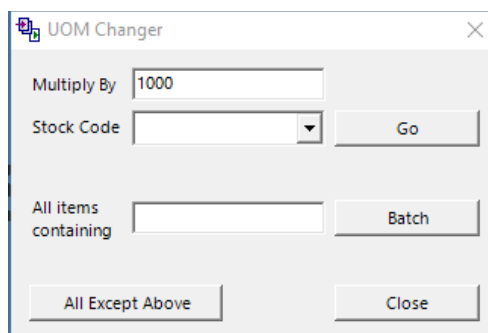 UOM Changer
Multiply By 1000
Stock Code Go
All items
containing Batch
All Except Above Close